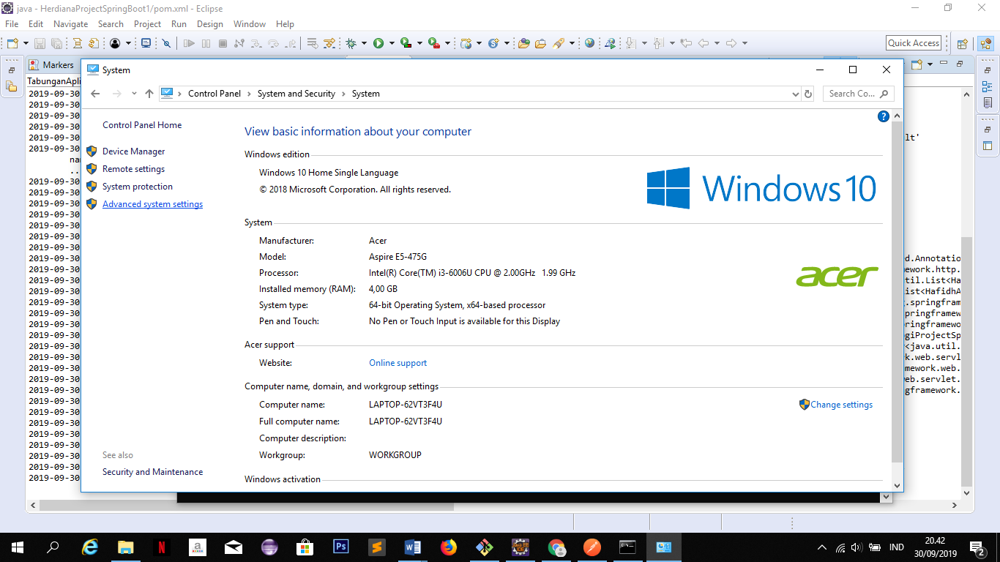 java - HerdianaProjectSpringBoot1/pom.xml - Eclipse
File Edit Navigate Search Project Run Design Window Help
Quick Access
Markers
TabunganApli
System
Control Panel > System and Security > System
Search Co...
Control Panel Home
Device Manager
Remote settings
System protection
Advanced system settings
See also
Security and Maintenance
View basic information about your computer
Windows edition
Windows 10 Home Single Language
© 2018 Microsoft Corporation. All rights reserved.
Windows 10
System
Manufacturer: Acer
Model: Aspire E5-475G
Processor: Intel(R) Core(TM) i3-6006U CPU @ 2.00GHz 1.99 GHz
Installed memory (RAM): 4,00 GB
System type: 64-bit Operating System, x64-based processor
Pen and Touch: No Pen or Touch Input is available for this Display
acer
Acer support
Website: Online support
Computer name, domain, and workgroup settings
Computer name: LAPTOP-62VT3F4U
Change settings
Full computer name: LAPTOP-62VT3F4U
Computer description:
Workgroup: WORKGROUP
Windows activation
2019-09-30
2019-09-30
2019-09-30
2019-09-30
2019-09-30 lt'
2019-09-30
nam
..
2019-09-30
2019-09-30
2019-09-30
2019-09-30
2019-09-30
2019-09-30
2019-09-30
2019-09-30 d.Annotatio
2019-09-30 ework.http.
2019-09-30 til.List<Ha
2019-09-30 ist<HafidhA
2019-09-30 .springfram
2019-09-30 pringframew
2019-09-30 ringframewo
2019-09-30 giProjectSp
2019-09-30 <java.util.
2019-09-30 k.web.servl
2019-09-30 ework.web.
2019-09-30 eb.servlet.
2019-09-30 gframework.
2019-09-30
2019-09-30
2019-09-30
2019-09-30
2019-09-30
2019-09-30
2019-09-30
2019-09-30
IND
20.42
30/09/2019
2